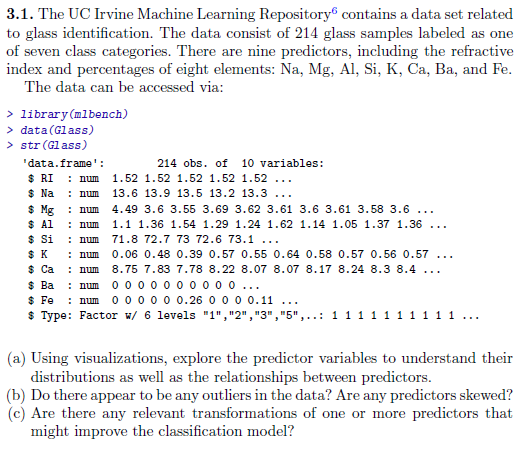 3.1. The UC Irvine Machine Learning Repository⁶ contains a data set related
to glass identification. The data consist of 214 glass samples labeled as one
of seven class categories. There are nine predictors, including the refractive
index and percentages of eight elements: Na, Mg, Al, Si, K, Ca, Ba, and Fe.
The data can be accessed via:
> library(mlbench)
> data(Glass)
> str(Glass)
'data.frame': 214 obs. of 10 variables:
$ RI : num 1.52 1.52 1.52 1.52 1.52 ...
$ Na : num 13.6 13.9 13.5 13.2 13.3 ...
$ Mg : num 4.49 3.6 3.55 3.69 3.62 3.61 3.6 3.61 3.58 3.6 ...
$ Al : num 1.1 1.36 1.54 1.29 1.24 1.62 1.14 1.05 1.37 1.36 ...
$ Si : num 71.8 72.7 73 72.6 73.1 ...
$ K : num 0.06 0.48 0.39 0.57 0.55 0.64 0.58 0.57 0.56 0.57 ...
$ Ca : num 8.75 7.83 7.78 8.22 8.07 8.07 8.17 8.24 8.3 8.4 ...
$ Ba : num 0 0 0 0 0 0 0 0 0 0 ...
$ Fe : num 0 0 0 0 0 0.26 0 0 0 0.11 ...
$ Type: Factor w/ 6 levels "1","2","3","5",..: 1 1 1 1 1 1 1 1 1 1 ...
(a) Using visualizations, explore the predictor variables to understand their
distributions as well as the relationships between predictors.
(b) Do there appear to be any outliers in the data? Are any predictors skewed?
(c) Are there any relevant transformations of one or more predictors that
might improve the classification model?